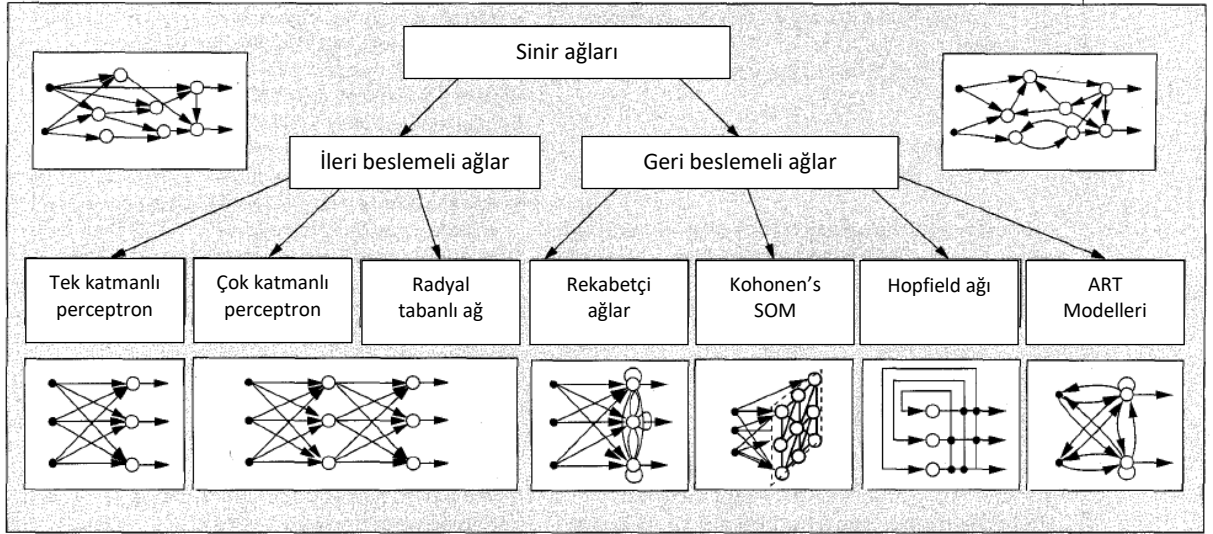 Sinir ağları
İleri beslemeli ağlar
Geri beslemeli ağlar
Tek katmanlı
perceptron
Çok katmanlı
perceptron
Radyal
tabanlı ağ
Rekabetçi
ağlar
Kohonen’s
SOM
Hopfield ağı
ART
Modelleri